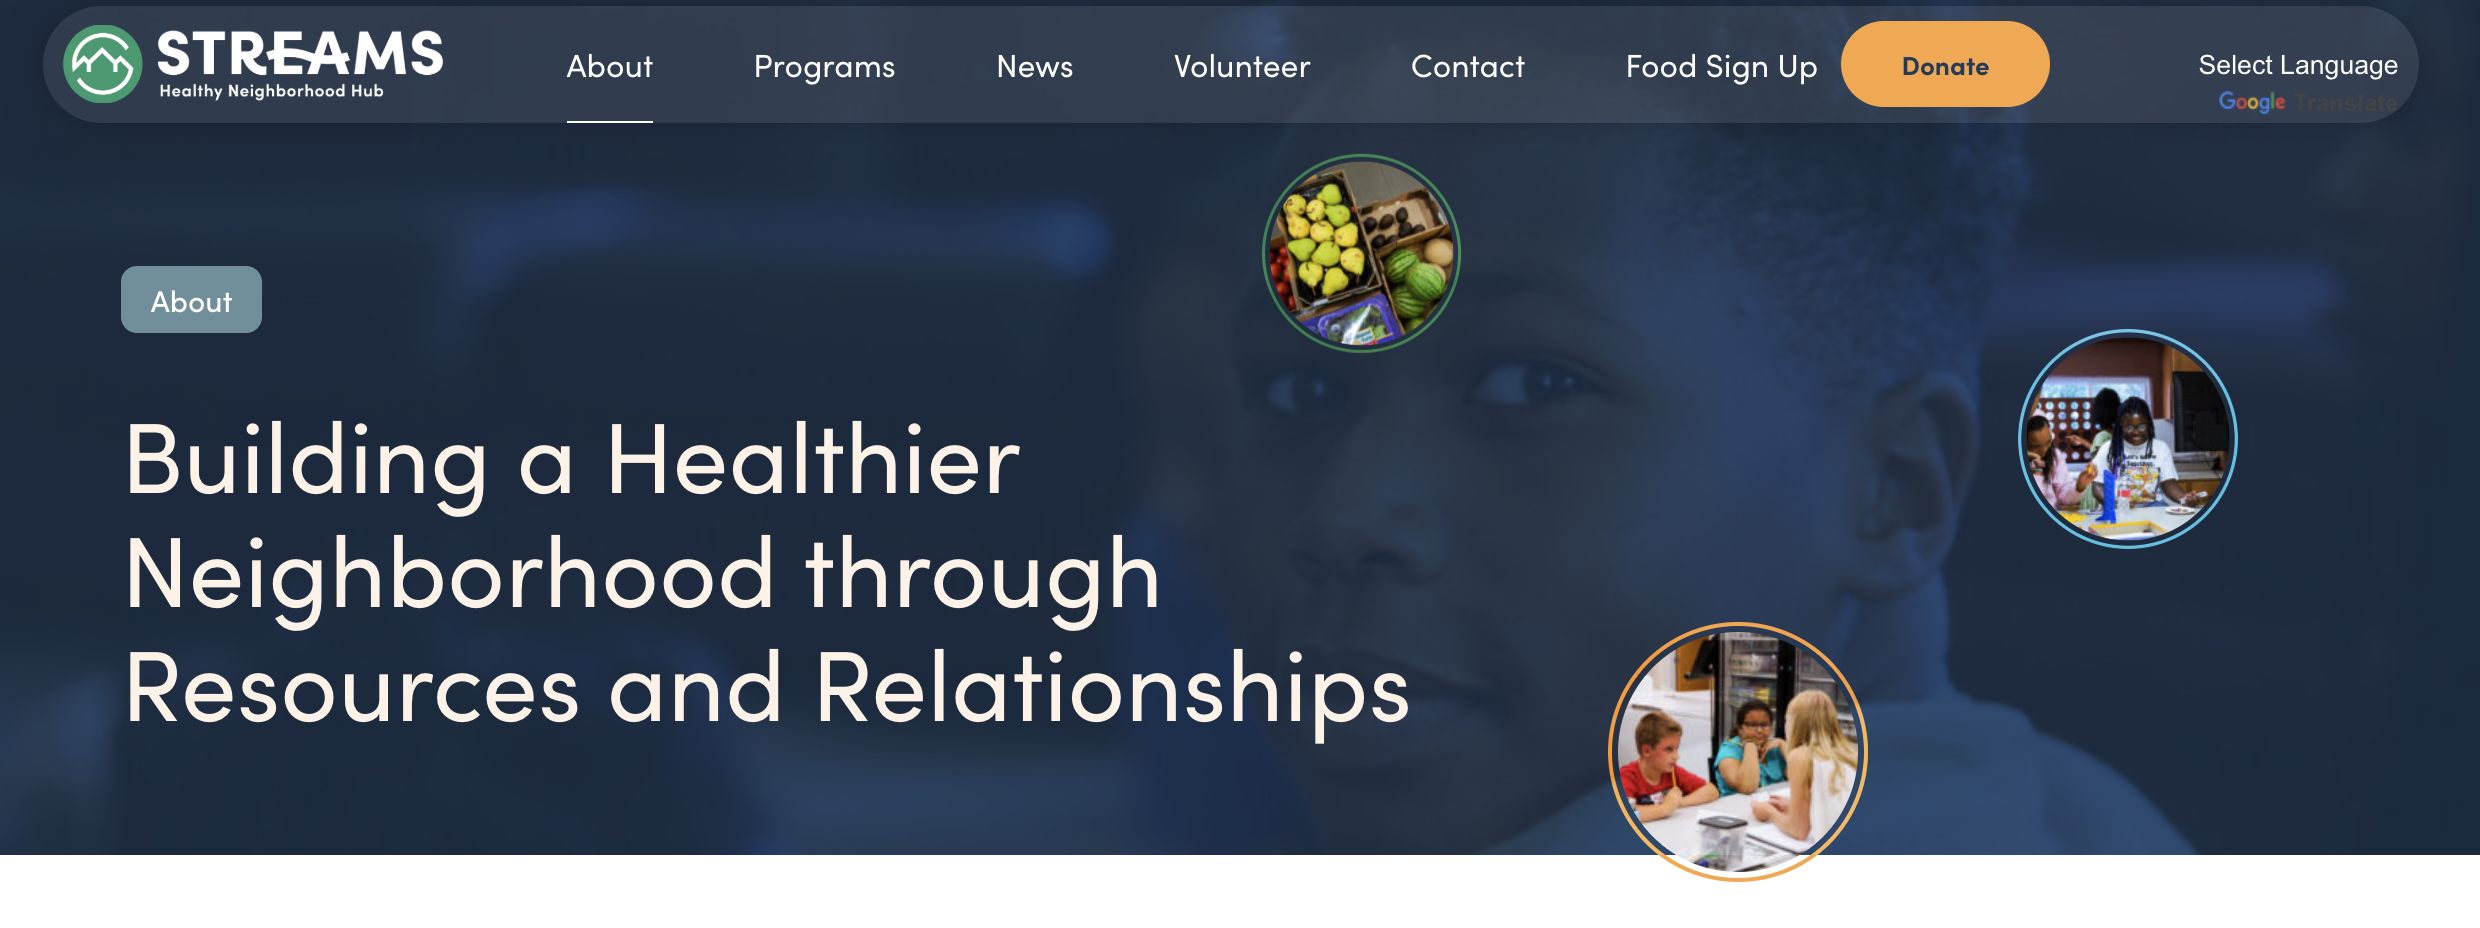 STREAMS
Healthy Neighborhood Hub
About
Programs
News
Volunteer
Contact
Food Sign Up
Donate
Select Language
Google Translate
About
Building a Healthier
Neighborhood through
Resources and Relationships